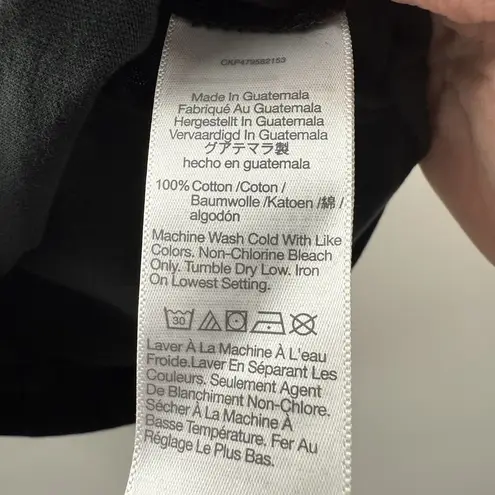 CKP479582153
Made In Guatemala
Fabriqué Au Guatemala
Hergestellt In Guatemala
Vervaardigd In Guatemala
グアテマラ製
hecho en guatemala
100% Cotton /Coton /
Baumwolle /Katoen /綿 /
algodón
Machine Wash Cold With Like
Colors. Non-Chlorine Bleach
Only. Tumble Dry Low. Iron
On Lowest Setting.
30
Laver À La Machine À L'eau
Froide.Laver En Séparant Les
Couleurs. Seulement Agent
De Blanchiment Non-Chlore.
Sécher À La Machine À
Basse Température. Fer Au
Réglage Le Plus Bas.